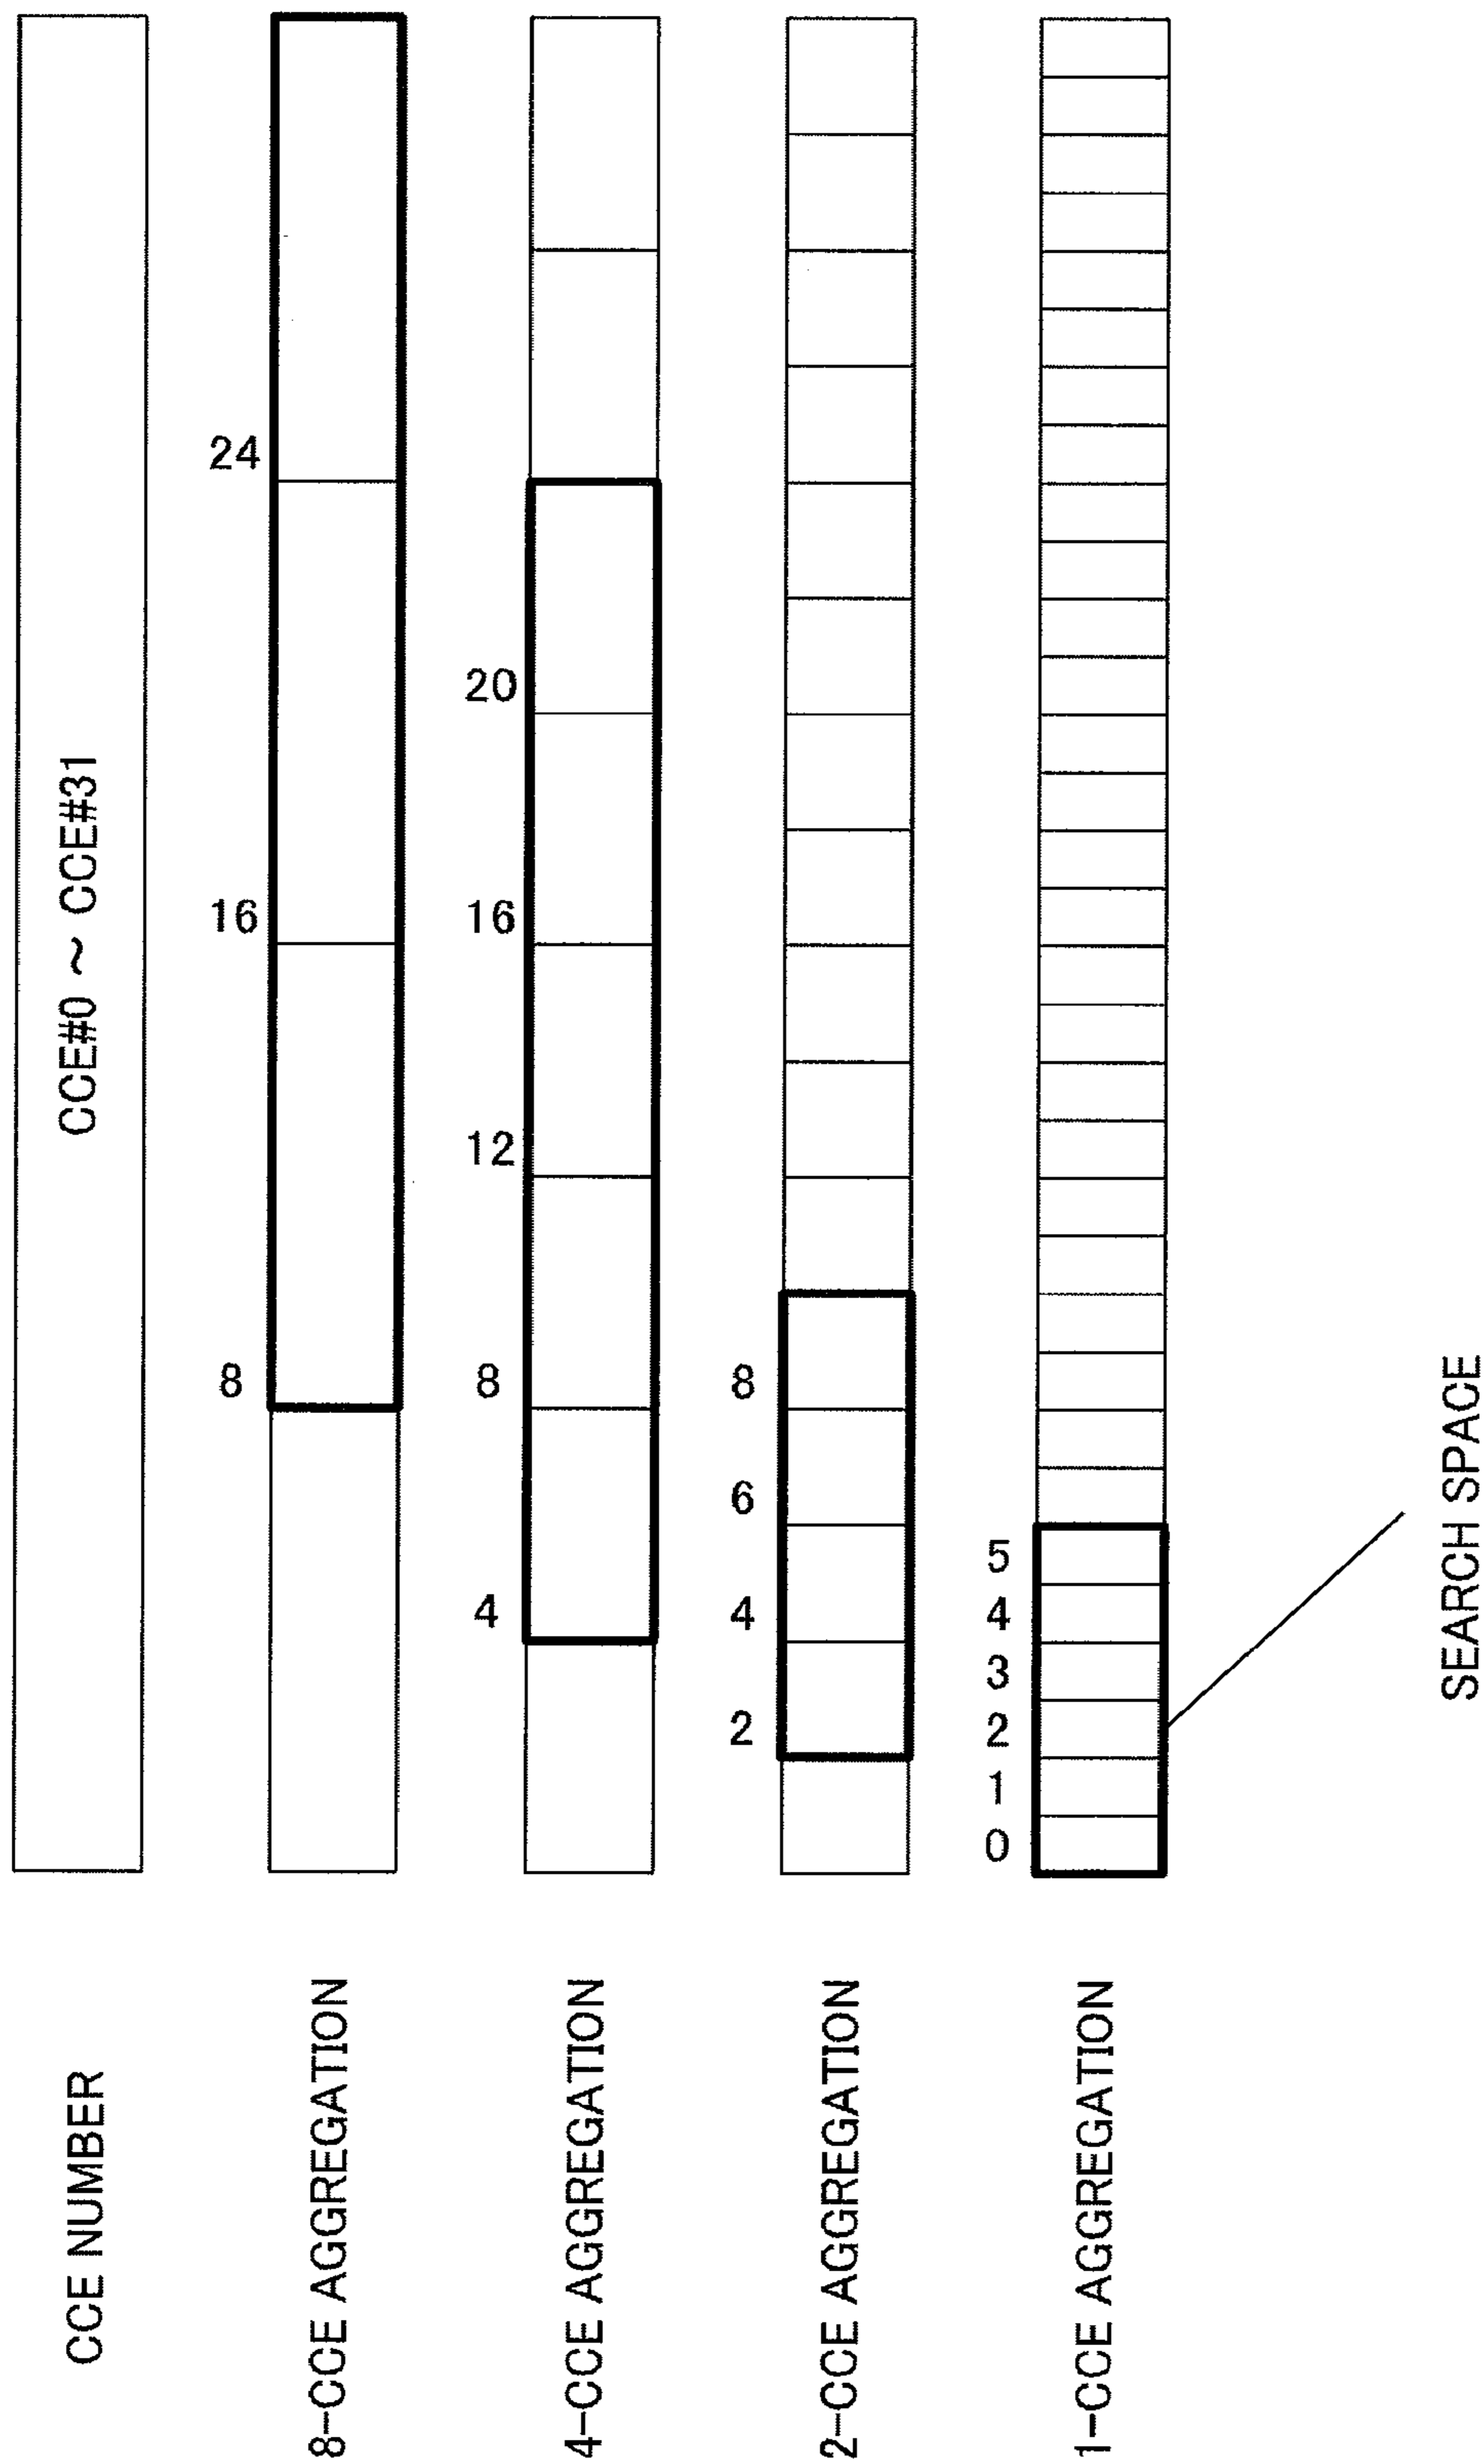 CCE NUMBER
CCE#0 ~ CCE#31
8-CCE AGGREGATION
8 16 24
4-CCE AGGREGATION
4 8 12 16 20
2-CCE AGGREGATION
2 4 6 8
1-CCE AGGREGATION
0 1 2 3 4 5
SEARCH SPACE